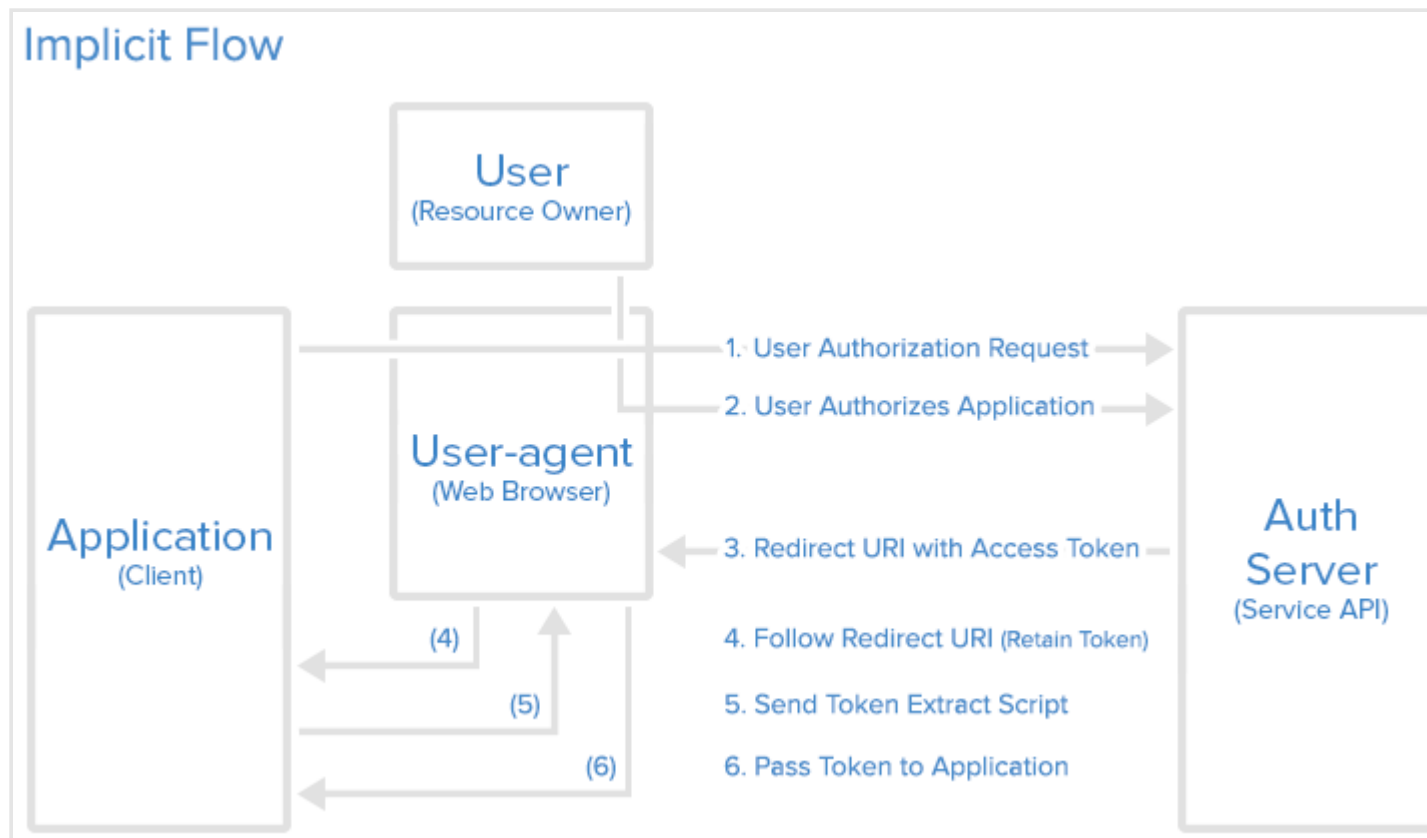 Implicit Flow
User
(Resource Owner)
1. User Authorization Request
2. User Authorizes Application
User-agent
(Web Browser)
Application
(Client)
3. Redirect URI with Access Token
Auth
Server
(Service API)
(4)
4. Follow Redirect URI (Retain Token)
(5)
5. Send Token Extract Script
(6)
6. Pass Token to Application